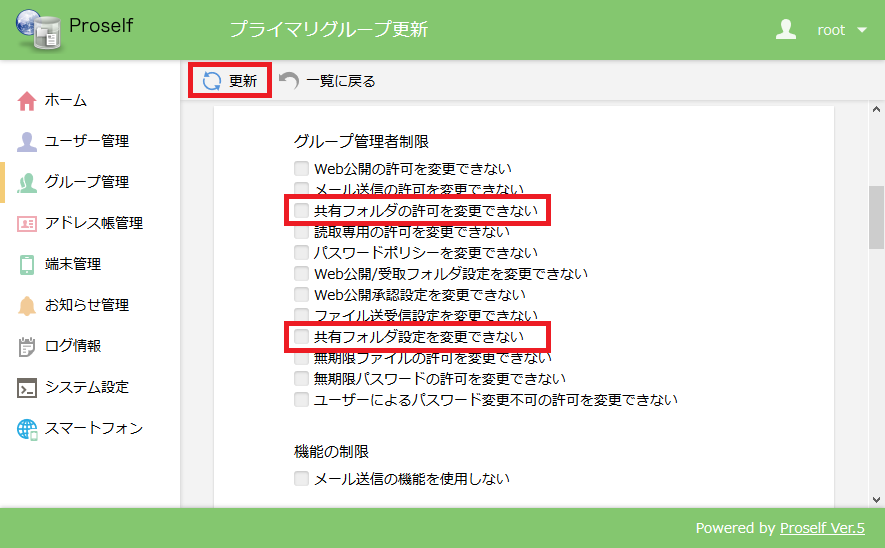 Proself
プライマリグループ更新
root
更新
一覧に戻る
ホーム
ユーザー管理
グループ管理
アドレス帳管理
端末管理
お知らせ管理
ログ情報
システム設定
スマートフォン
グループ管理者制限
Web公開の許可を変更できない
メール送信の許可を変更できない
共有フォルダの許可を変更できない
読取専用の許可を変更できない
パスワードポリシーを変更できない
Web公開/受取フォルダ設定を変更できない
Web公開承認設定を変更できない
ファイル送受信設定を変更できない
共有フォルダ設定を変更できない
無期限ファイルの許可を変更できない
無期限パスワードの許可を変更できない
ユーザーによるパスワード変更不可の許可を変更できない
機能の制限
メール送信の機能を使用しない
Powered by Proself Ver.5